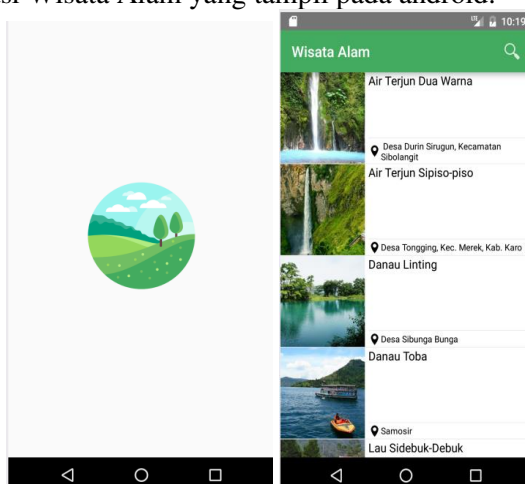 si Wisata Alam yang tampil pada android.
10:19
Wisata Alam
Air Terjun Dua Warna
Desa Durin Sirugun, Kecamatan
Sibolangit
Air Terjun Sipiso-piso
Desa Tongging, Kec. Merek, Kab. Karo
Danau Linting
Desa Sibunga Bunga
Danau Toba
Samosir
Lau Sidebuk-Debuk